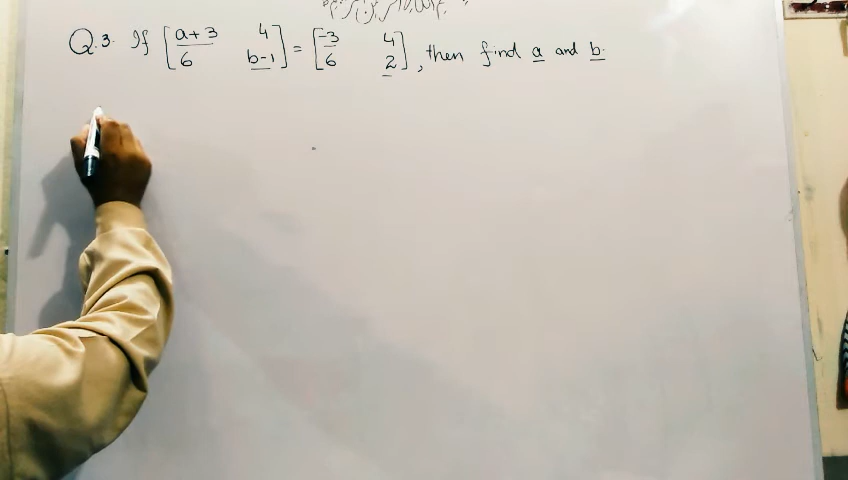 Q.3. If [a+3 4] = [-3 4], then find a and b.
[6 b-1] [6 2]